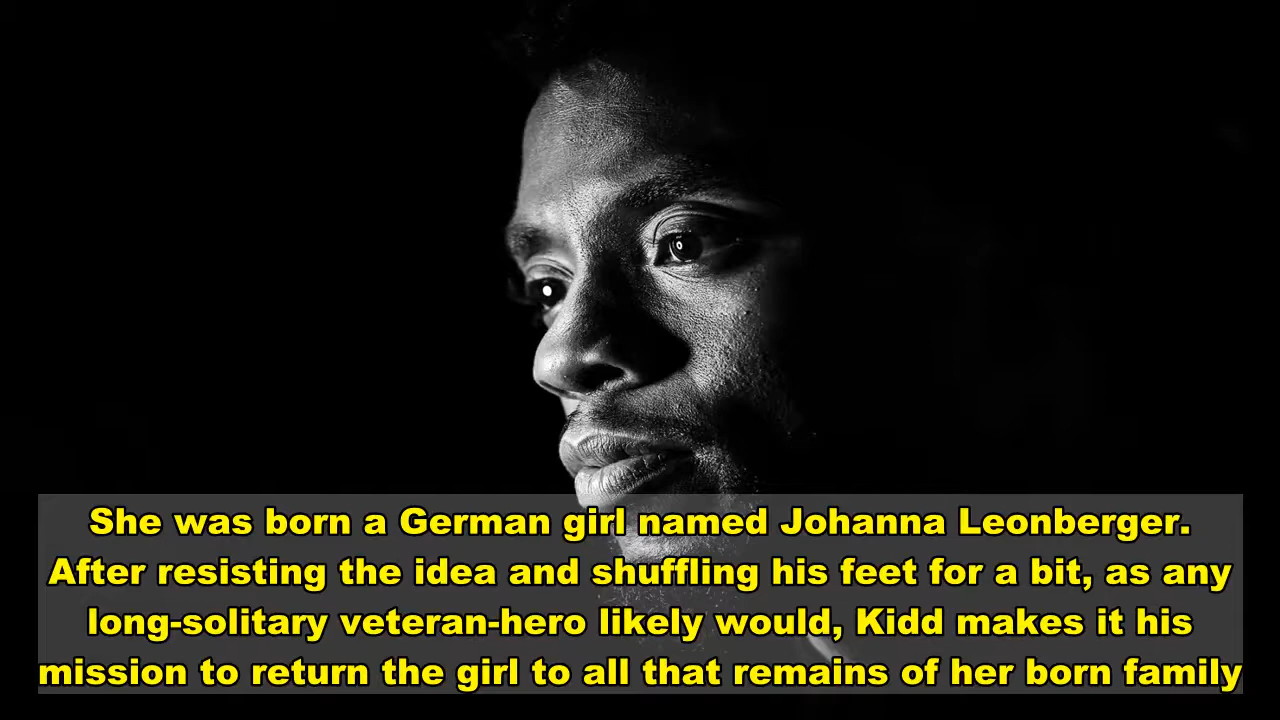 She was born a German girl named Johanna Leonberger.
After resisting the idea and shuffling his feet for a bit, as any
long-solitary veteran-hero likely would, Kidd makes it his
mission to return the girl to all that remains of her born family